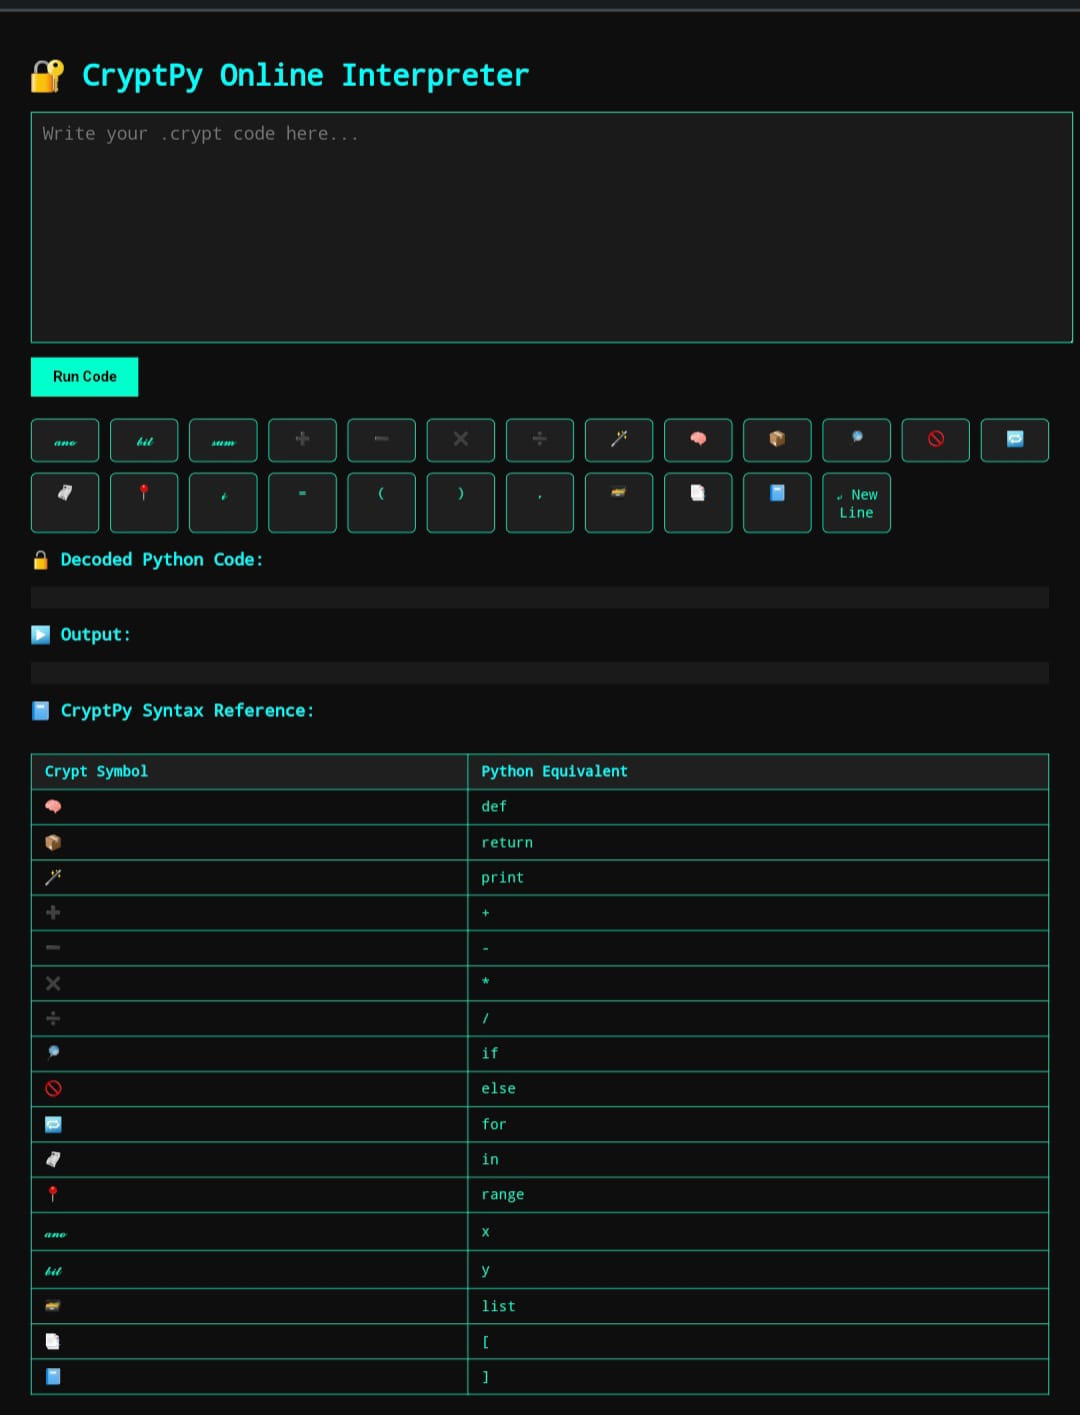 🔐 CryptPy Online Interpreter
Write your .crypt code here...
Run Code
𝓪𝓷𝓸 𝓫𝓲𝓽 𝓼𝓾𝓶 ➕ ➖ ✖️ ➗ 🪄 🧠 📦 🔎 🚫 🔁
📍 = ( ) . 📑 📘 ↵ New
Line
🔓 Decoded Python Code:
▶️ Output:
📘 CryptPy Syntax Reference:
Crypt Symbol Python Equivalent
🧠 def
📦 return
🪄 print
➕ +
➖ -
✖️ *
➗ /
🔎 if
🚫 else
🔁 for
in
📍 range
𝓪𝓷𝓸 x
𝓫𝓲𝓽 y
list
📑 [
📘 ]